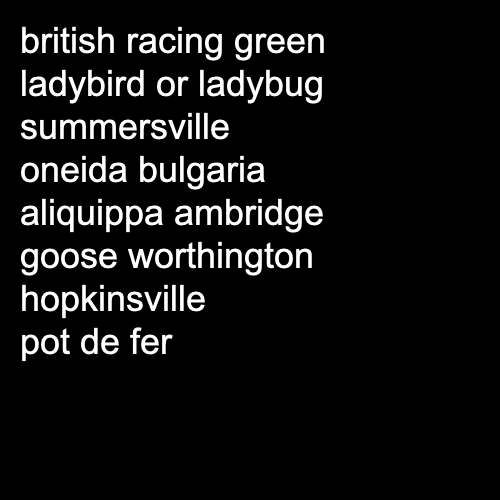 british racing green
ladybird or ladybug
summersville
oneida bulgaria
aliquippa ambridge
goose worthington
hopkinsville
pot de fer